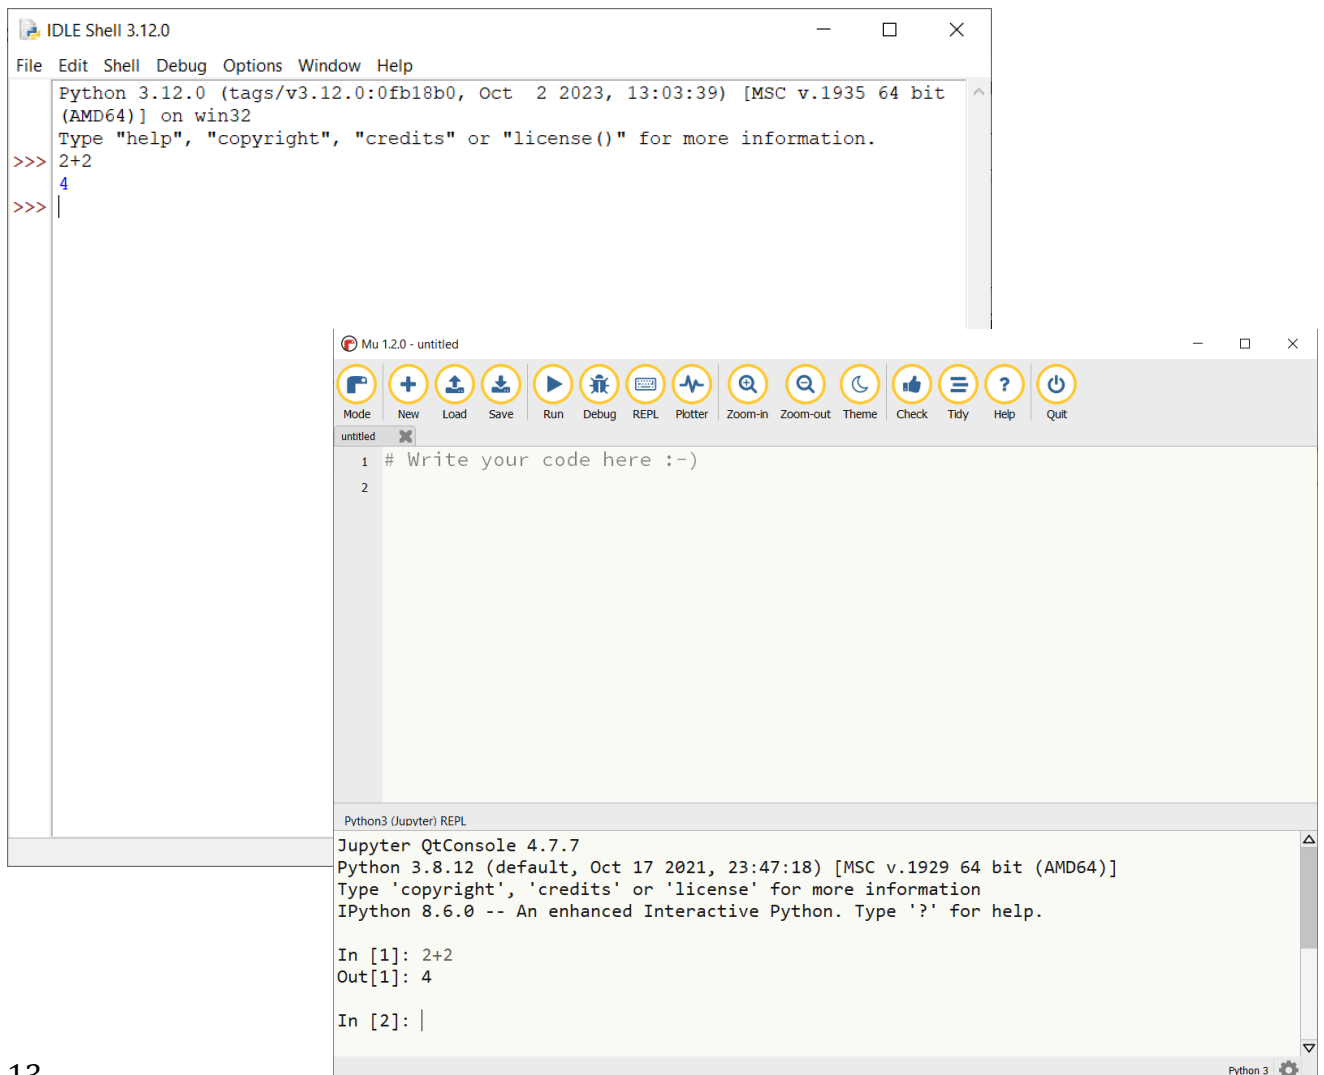 IDLE Shell 3.12.0
File Edit Shell Debug Options Window Help
Python 3.12.0 (tags/v3.12.0:0fb18b0, Oct  2 2023, 13:03:39) [MSC v.1935 64 bit
(AMD64)] on win32
Type "help", "copyright", "credits" or "license()" for more information.
>>> 2+2
4
>>>
Mu 1.2.0 - untitled
Mode New Load Save Run Debug REPL Plotter Zoom-in Zoom-out Theme Check Tidy Help Quit
untitled
1 # Write your code here :-)
2
Python3 (Jupyter) REPL
Jupyter QtConsole 4.7.7
Python 3.8.12 (default, Oct 17 2021, 23:47:18) [MSC v.1929 64 bit (AMD64)]
Type 'copyright', 'credits' or 'license' for more information
IPython 8.6.0 -- An enhanced Interactive Python. Type '?' for help.
In [1]: 2+2
Out[1]: 4
In [2]:
Python 3